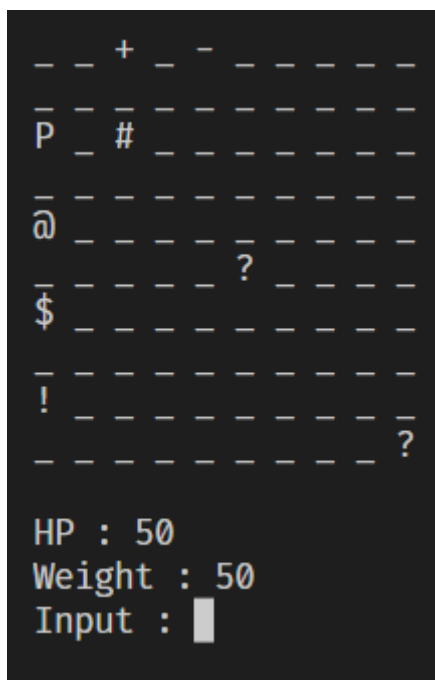 _ _ + _ - _ _ _ _ _
_ _ _ _ _ _ _ _ _ _
P _ # _ _ _ _ _ _ _
_ _ _ _ _ _ _ _ _ _
@ _ _ _ _ _ _ _ _ _
_ _ _ _ _ ? _ _ _ _
$ _ _ _ _ _ _ _ _ _
_ _ _ _ _ _ _ _ _ _
! _ _ _ _ _ _ _ _ _
_ _ _ _ _ _ _ _ _ ?
HP : 50
Weight : 50
Input :